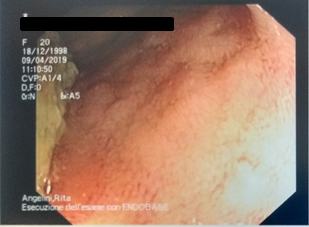 F 20
18/12/1998
09/04/2019
11:10:50
CVP:A1/4
D,F:0
G:N &:A5
Angelini,Rita
Esecuzione dell'esame con ENDOBASE